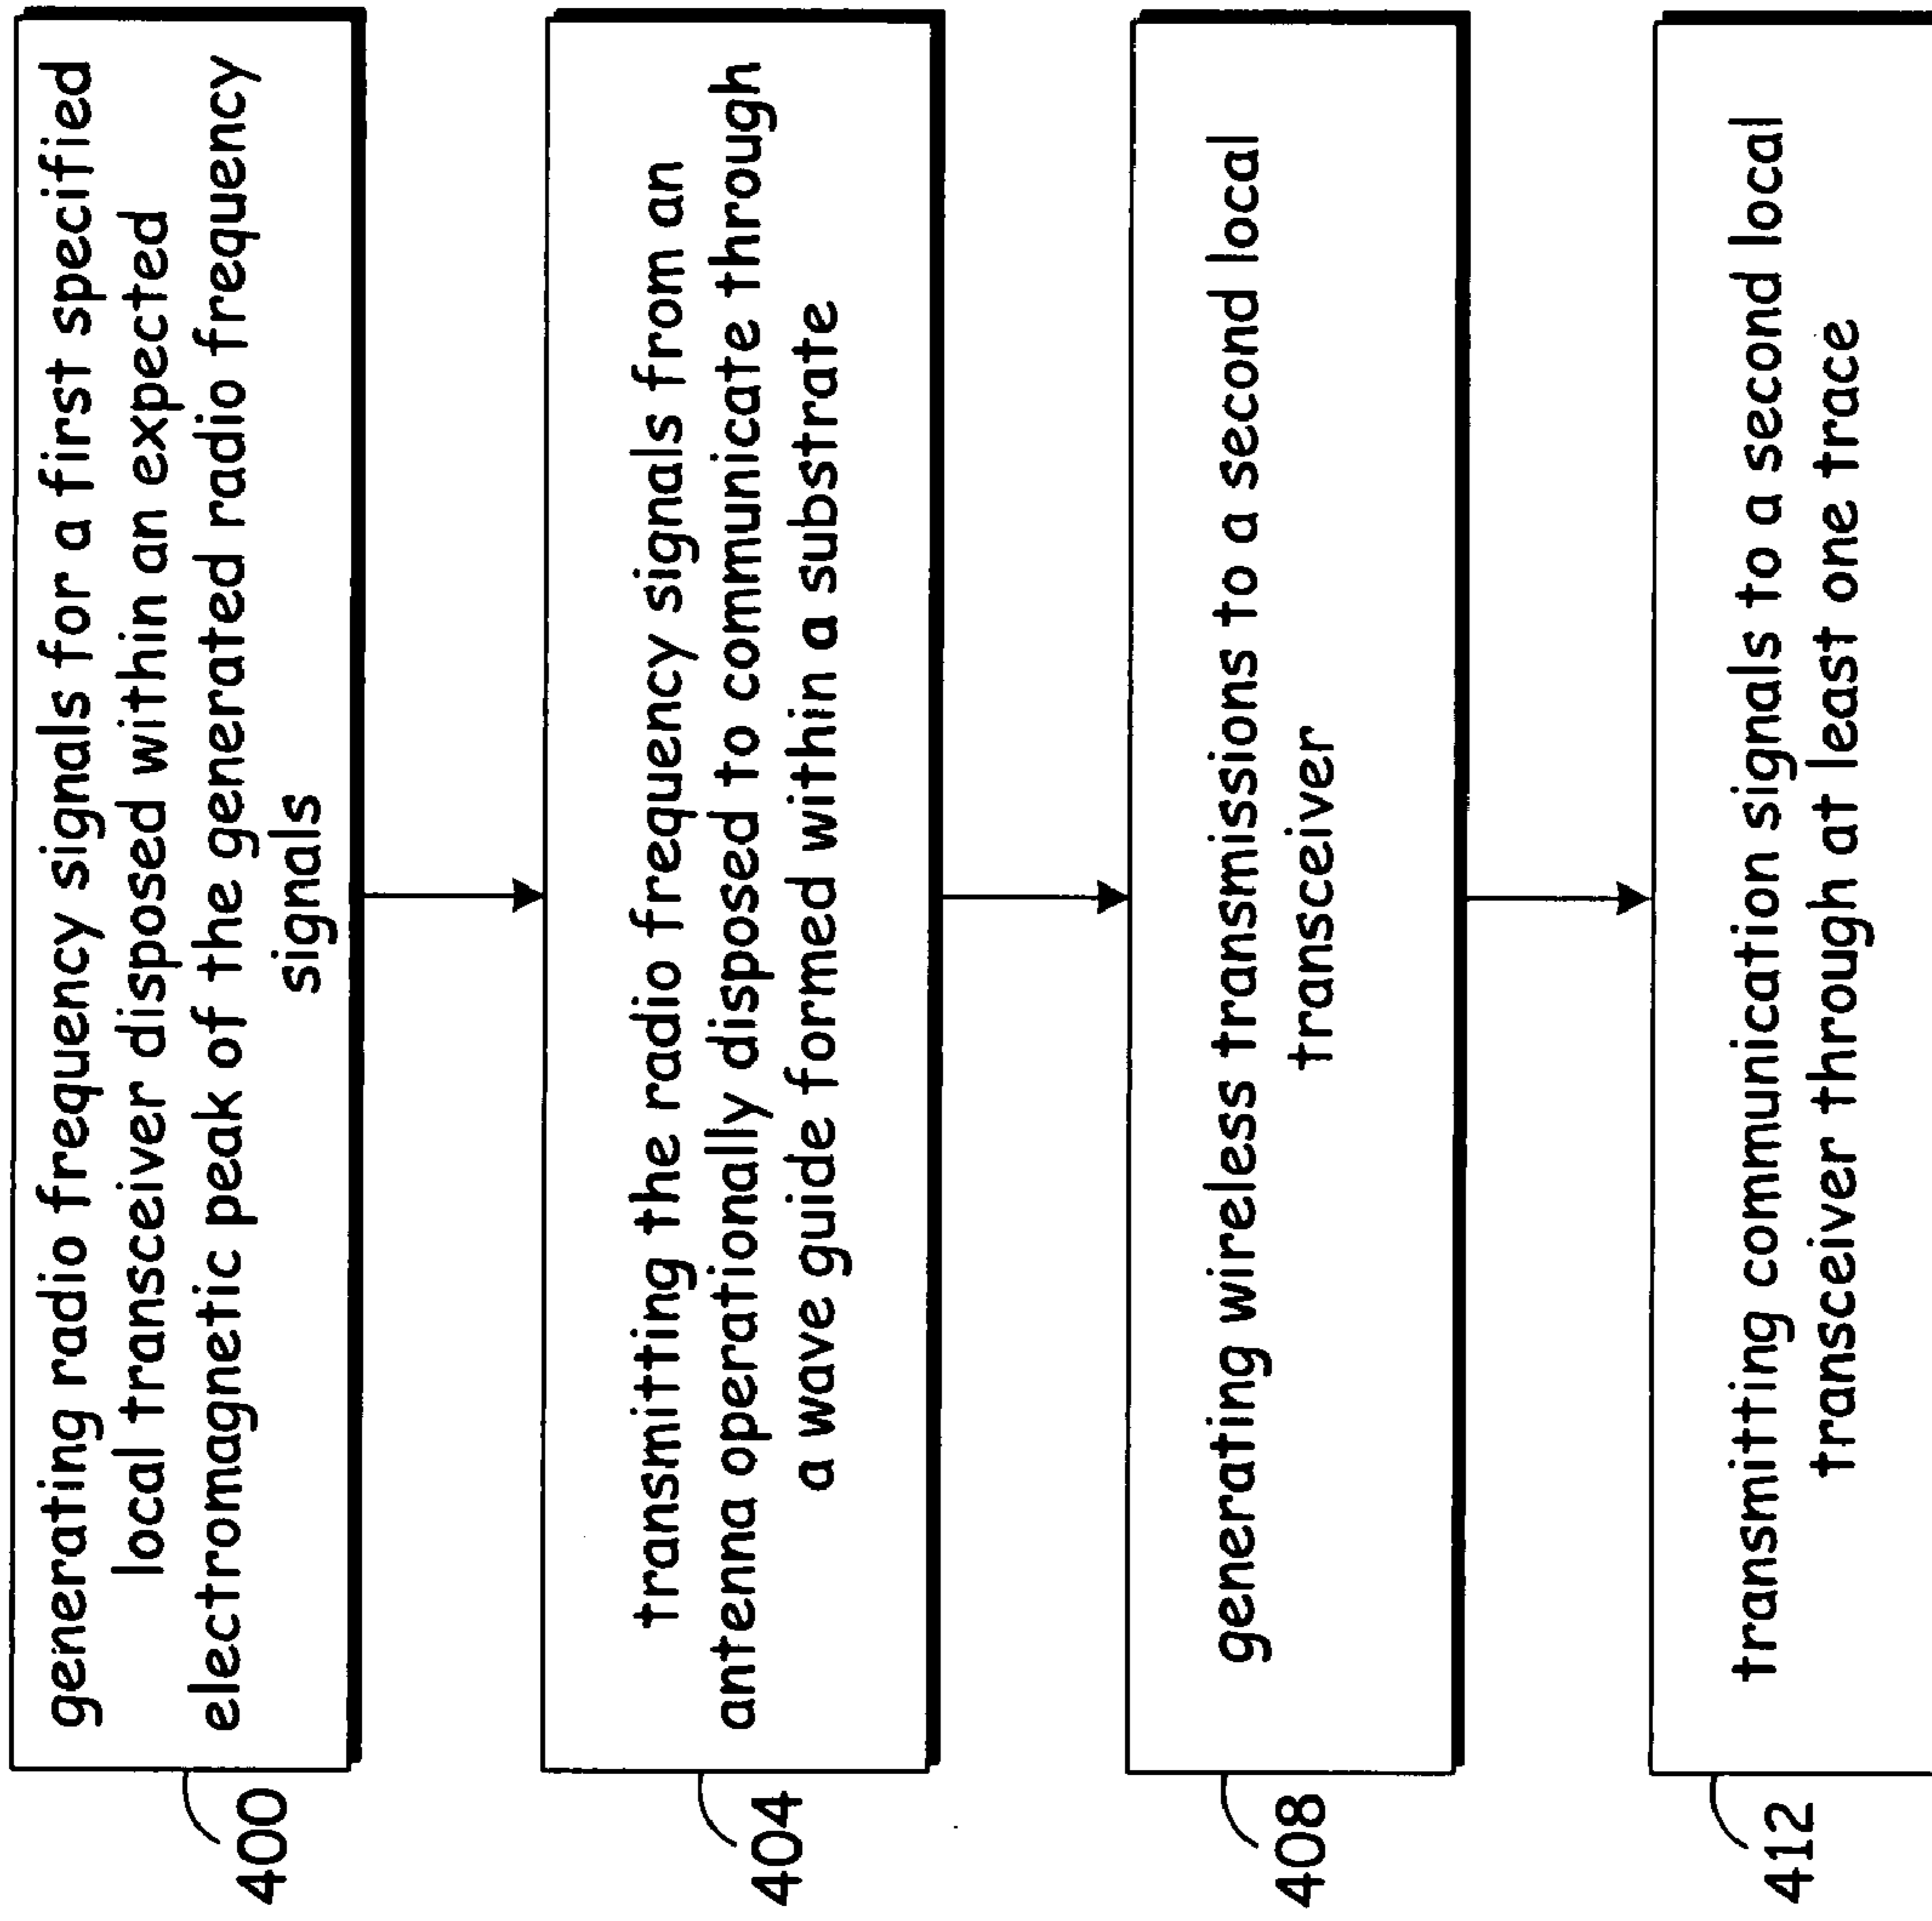 generating radio frequency signals for a first specified
local transceiver disposed within an expected
electromagnetic peak of the generated radio frequency
signals
400
transmitting the radio frequency signals from an
antenna operationally disposed to communicate through
a wave guide formed within a substrate
404
generating wireless transmissions to a second local
transceiver
408
transmitting communication signals to a second local
transceiver through at least one trace
412